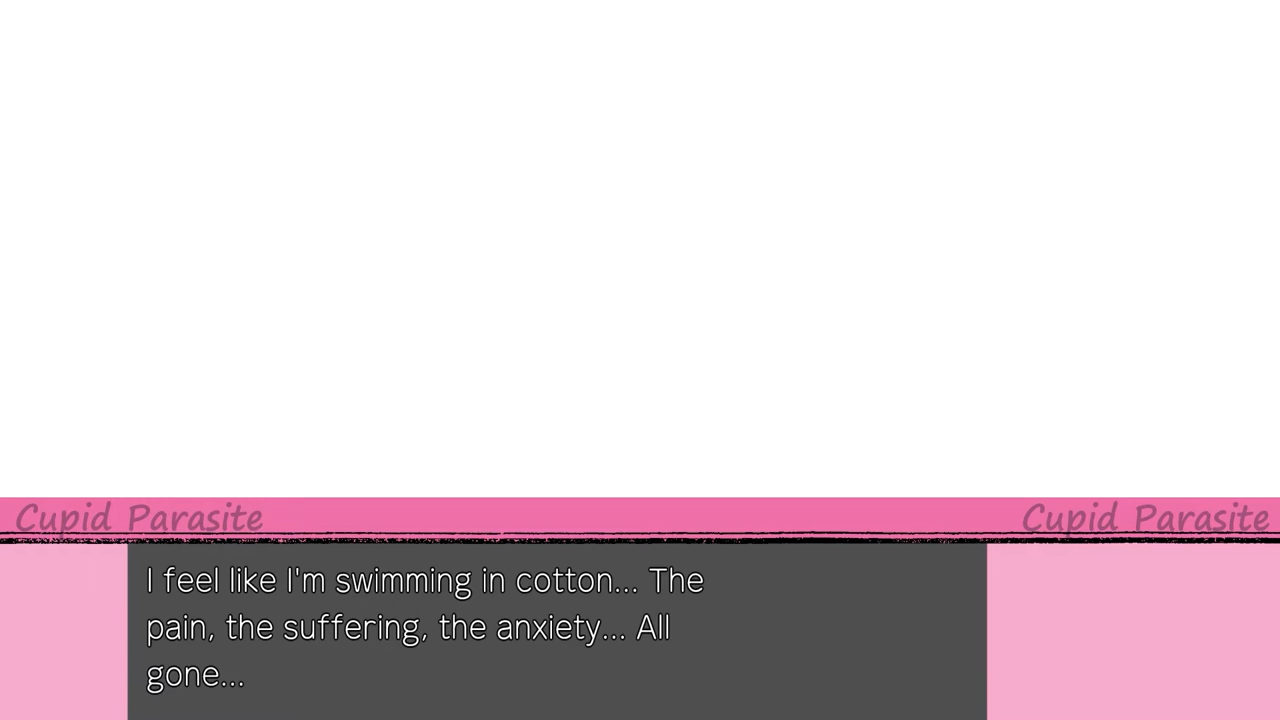 Cupid Parasite
Cupid Parasite
I feel like I'm swimming in cotton... The
pain, the suffering, the anxiety... All
gone...